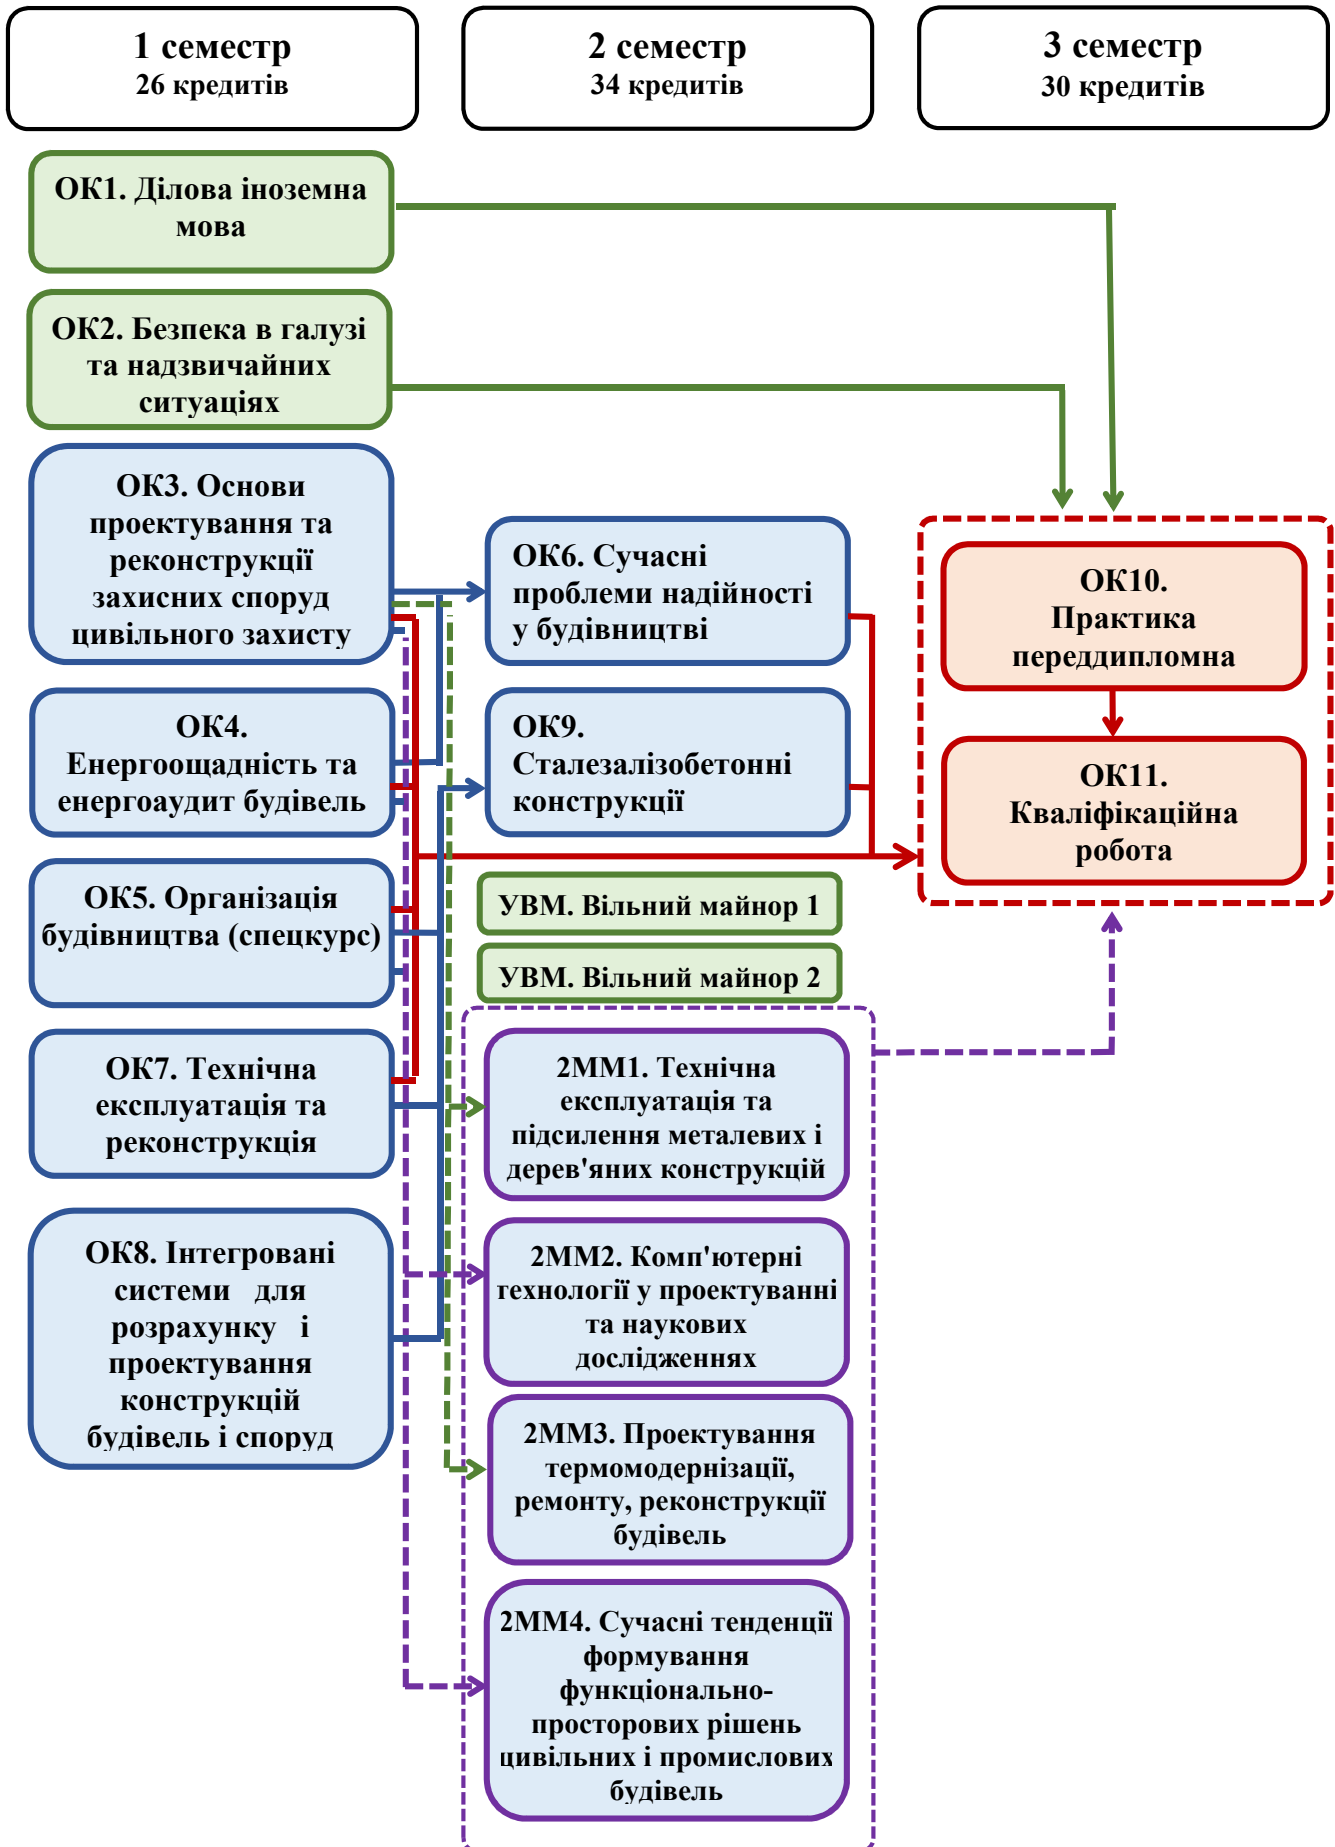 1 семестр
26 кредитів
2 семестр
34 кредитів
3 семестр
30 кредитів
ОК1. Ділова іноземна
мова
ОК2. Безпека в галузі
та надзвичайних
ситуаціях
ОК3. Основи
проектування та
реконструкції
захисних споруд
цивільного захисту
ОК4.
Енергоощадність та
енергоаудит будівель
ОК5. Організація
будівництва (спецкурс)
ОК7. Технічна
експлуатація та
реконструкція
ОК8. Інтегровані
системи для
розрахунку і
проектування
конструкцій
будівель і споруд
ОК6. Сучасні
проблеми надійності
у будівництві
ОК9.
Сталезалізобетонні
конструкції
УВМ. Вільний майнор 1
УВМ. Вільний майнор 2
2ММ1. Технічна
експлуатація та
підсилення металевих і
дерев'яних конструкцій
2ММ2. Комп'ютерні
технології у проектуванні
та наукових
дослідженнях
2ММ3. Проектування
термомодернізації,
ремонту, реконструкції
будівель
2ММ4. Сучасні тенденції
формування
функціонально-
просторових рішень
цивільних і промислових
будівель
ОК10.
Практика
переддипломна
ОК11.
Кваліфікаційна
робота